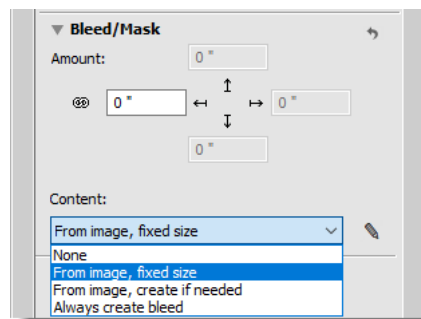 Bleed/Mask
Amount:
0 "
0 "
0 "
0 "
Content:
From image, fixed size
None
From image, fixed size
From image, create if needed
Always create bleed